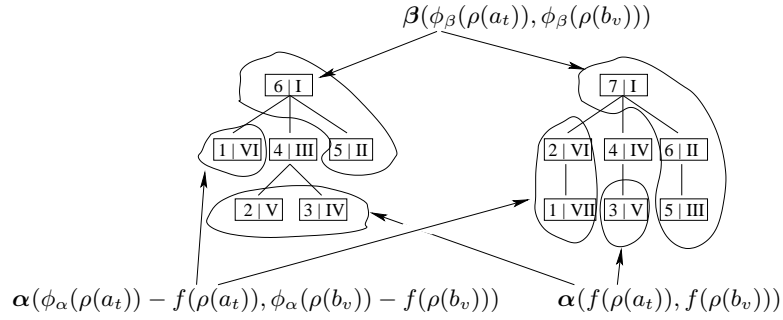 𝜷(ϕ_β(ρ(a_t)), ϕ_β(ρ(b_v)))
6 | I 7 | I
1 | VI 4 | III 5 | II 2 | VI 4 | IV 6 | II
2 | V 3 | IV 1 | VII 3 | V 5 | III
𝜶(ϕ_α(ρ(a_t)) − f(ρ(a_t)), ϕ_α(ρ(b_v)) − f(ρ(b_v))) 𝜶(f(ρ(a_t)), f(ρ(b_v)))